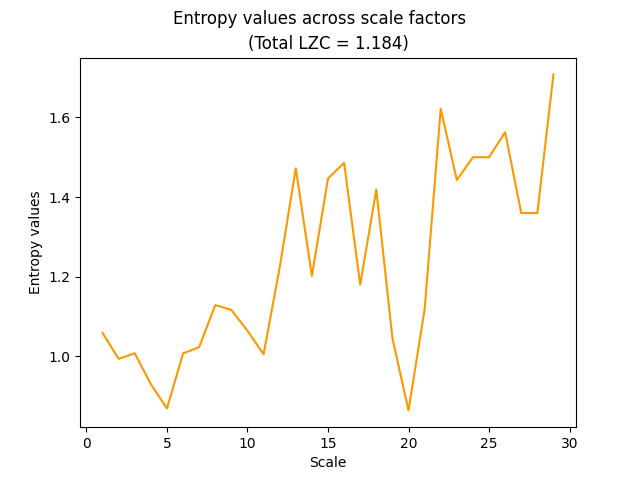 Entropy values across scale factors
(Total LZC = 1.184)
1.6
1.4
1.2
1.0
Entropy values
0 5 10 15 20 25 30
Scale